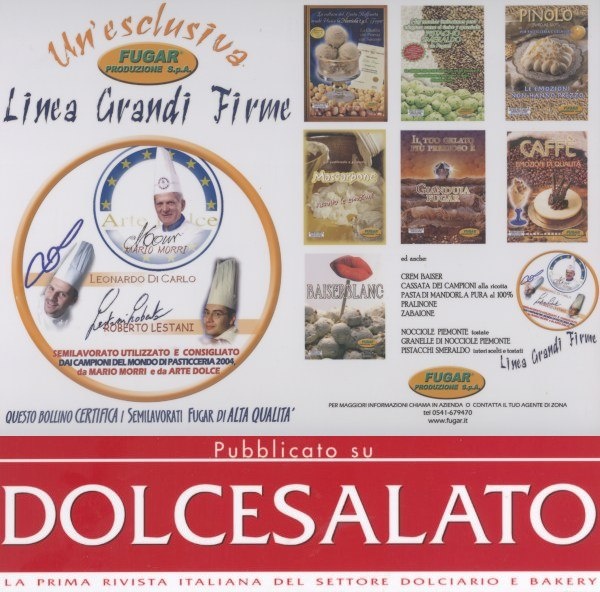 Un'esclusiva
FUGAR
PRODUZIONE S.p.A.
Linea Grandi Firme
Arte Dolce
MARIO MORRI
LEONARDO DI CARLO
ROBERTO LESTANI
SEMILAVORATO UTILIZZATO E CONSIGLIATO
DAI CAMPIONI DEL MONDO DI PASTICCERIA 2004,
da MARIO MORRI e da ARTE DOLCE
QUESTO BOLLINO CERTIFICA I SEMILAVORATI FUGAR DI ALTA QUALITA'
PINOLO
LE EMOZIONI
NON HANNO PREZZO
Mascarpone
IL TUO GELATO
PIÙ PREZIOSO È
GIANDUIA
FUGAR
CAFFÈ
EMOZIONI DI QUALITÀ
BAISERBLANC
ed anche:
CREM BAISER
CASSATA DEI CAMPIONI alla ricotta
PASTA DI MANDORLA PURA al 100%
PRALINONE
ZABAIONE
NOCCIOLE PIEMONTE tostate
GRANELLE DI NOCCIOLE PIEMONTE
PISTACCHI SMERALDO interi scelti e tostati
Linea Grandi Firme
FUGAR
PRODUZIONE S.p.A.
PER MAGGIORI INFORMAZIONI CHIAMA IN AZIENDA O CONTATTA IL TUO AGENTE DI ZONA
tel 0541-679470
www.fugar.it
Pubblicato su
DOLCESALATO
LA PRIMA RIVISTA ITALIANA DEL SETTORE DOLCIARIO E BAKERY